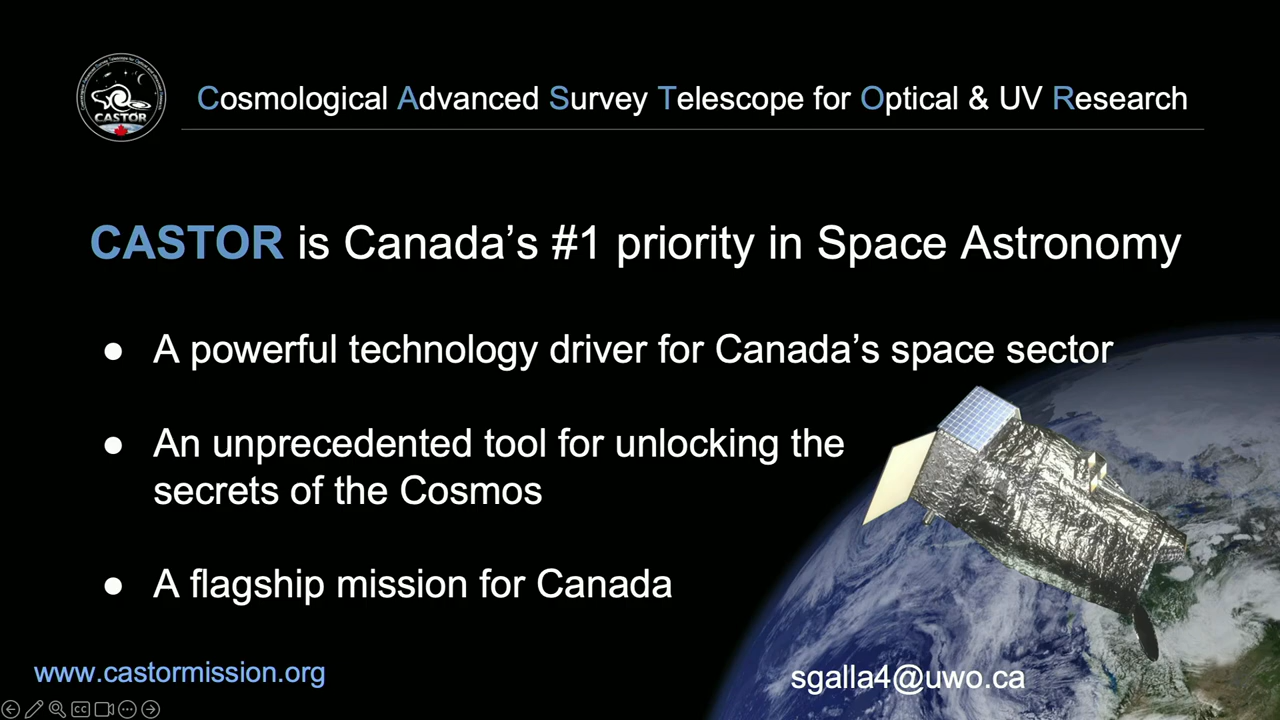 CASTOR
Cosmological Advanced Survey Telescope for Optical & UV Research
CASTOR is Canada’s #1 priority in Space Astronomy
● A powerful technology driver for Canada’s space sector
● An unprecedented tool for unlocking the
secrets of the Cosmos
● A flagship mission for Canada
www.castormission.org
sgalla4@uwo.ca
CC